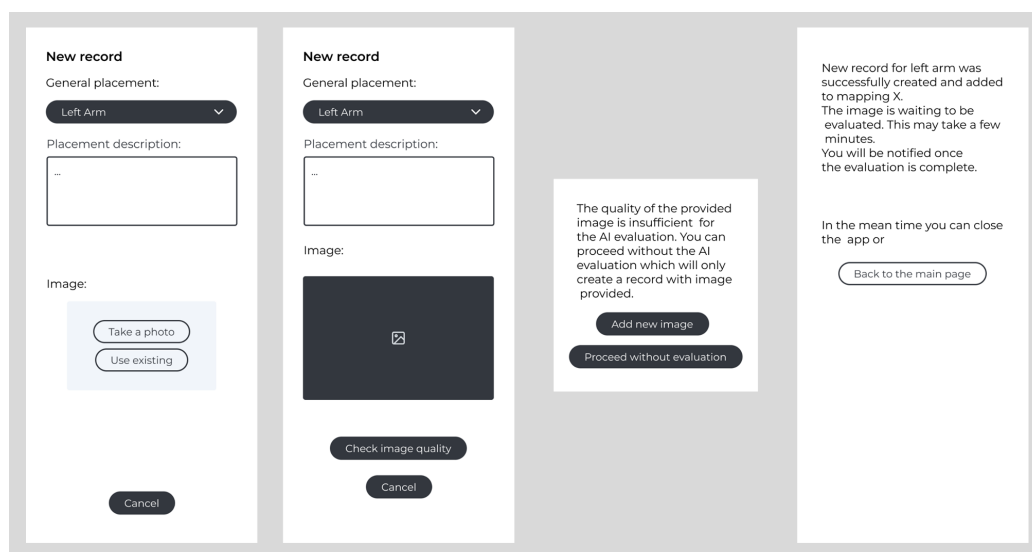 New record
General placement:
Left Arm
Placement description:
...
Image:
Take a photo
Use existing
Cancel
New record
General placement:
Left Arm
Placement description:
...
Image:
Check image quality
Cancel
The quality of the provided
image is insufficient for
the AI evaluation. You can
proceed without the AI
evaluation which will only
create a record with image
provided.
Add new image
Proceed without evaluation
New record for left arm was
successfully created and added
to mapping X.
The image is waiting to be
evaluated. This may take a few
minutes.
You will be notified once
the evaluation is complete.
In the mean time you can close
the app or
Back to the main page